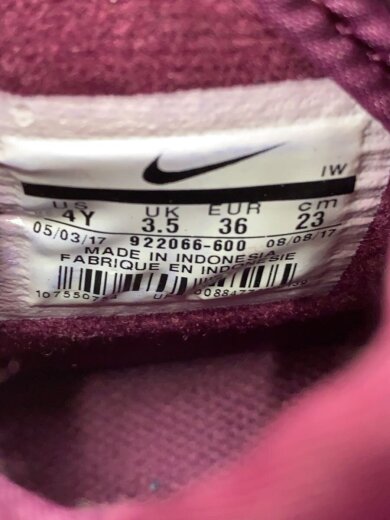 IW
US UK EUR cm
4Y 3.5 36 23
05/03/17 922066-600 08/08/17
MADE IN INDONESIA
FABRIQUE EN INDONESIE